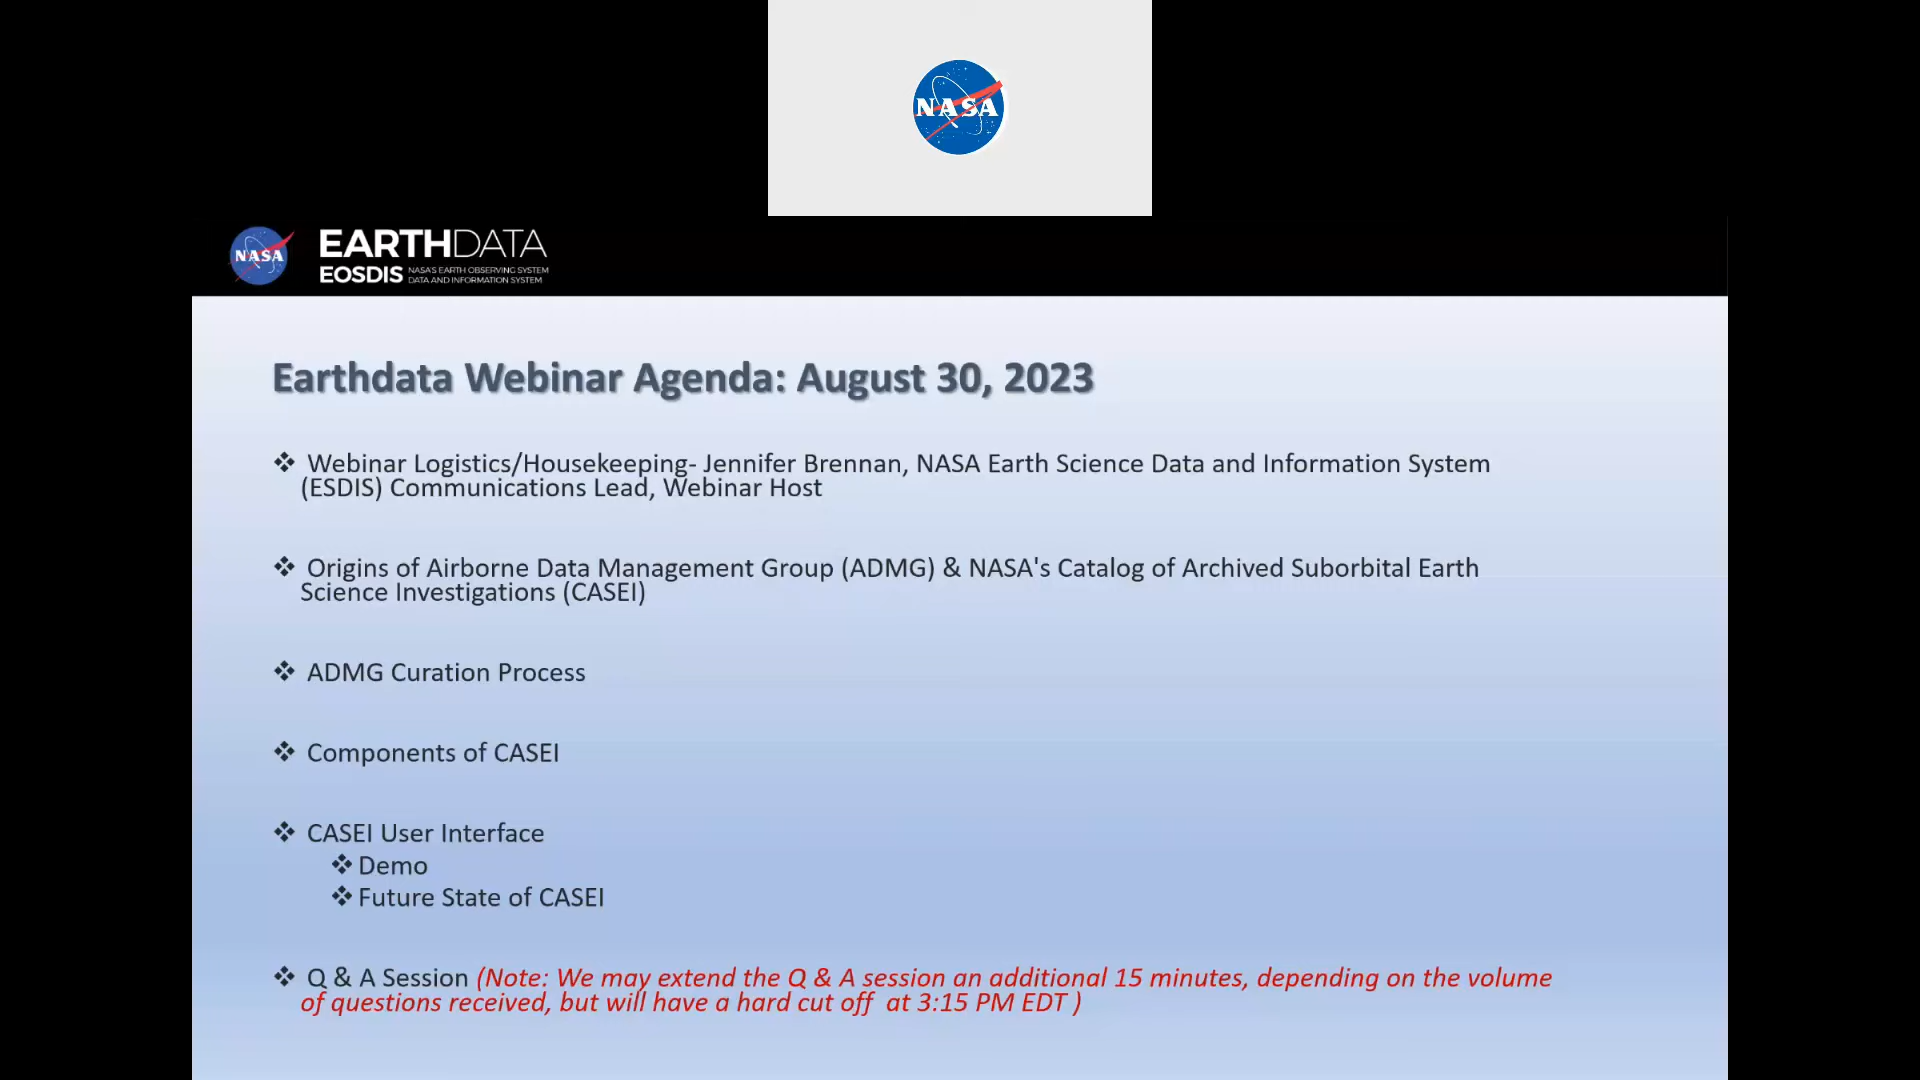 NASA
NASA
EARTHDATA
EOSDIS NASA'S EARTH OBSERVING SYSTEM
DATA AND INFORMATION SYSTEM
Earthdata Webinar Agenda: August 30, 2023
❖ Webinar Logistics/Housekeeping- Jennifer Brennan, NASA Earth Science Data and Information System
(ESDIS) Communications Lead, Webinar Host
❖ Origins of Airborne Data Management Group (ADMG) & NASA's Catalog of Archived Suborbital Earth
Science Investigations (CASEI)
❖ ADMG Curation Process
❖ Components of CASEI
❖ CASEI User Interface
❖ Demo
❖ Future State of CASEI
❖ Q & A Session (Note: We may extend the Q & A session an additional 15 minutes, depending on the volume
of questions received, but will have a hard cut off at 3:15 PM EDT )